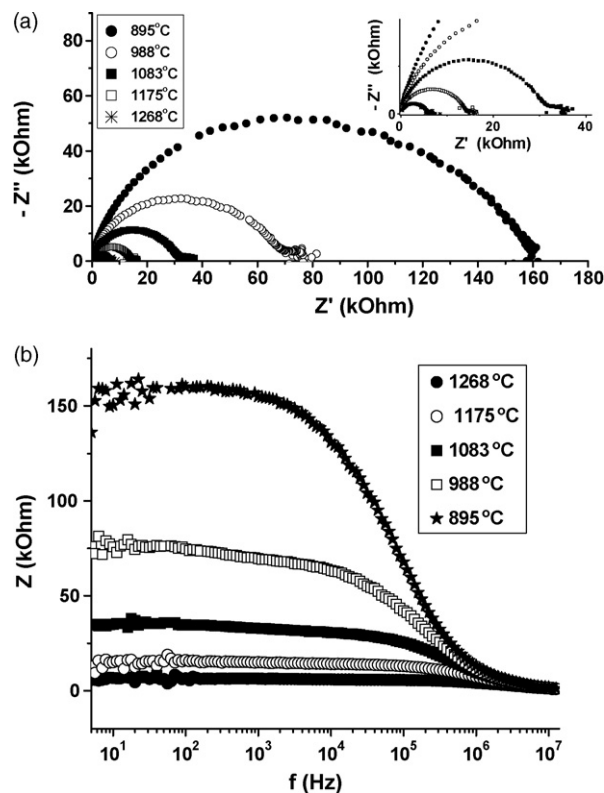 (a)
80
60
40
20
0
- Z" (kOhm)
895°C
988°C
1083°C
1175°C
1268°C
- Z" (kOhm)
0
0 20 40
Z' (kOhm)
0 20 40 60 80 100 120 140 160 180
Z' (kOhm)
(b)
150
100
50
0
Z (kOhm)
1268 °C
1175 °C
1083 °C
988 °C
895 °C
10¹ 10² 10³ 10⁴ 10⁵ 10⁶ 10⁷
f (Hz)